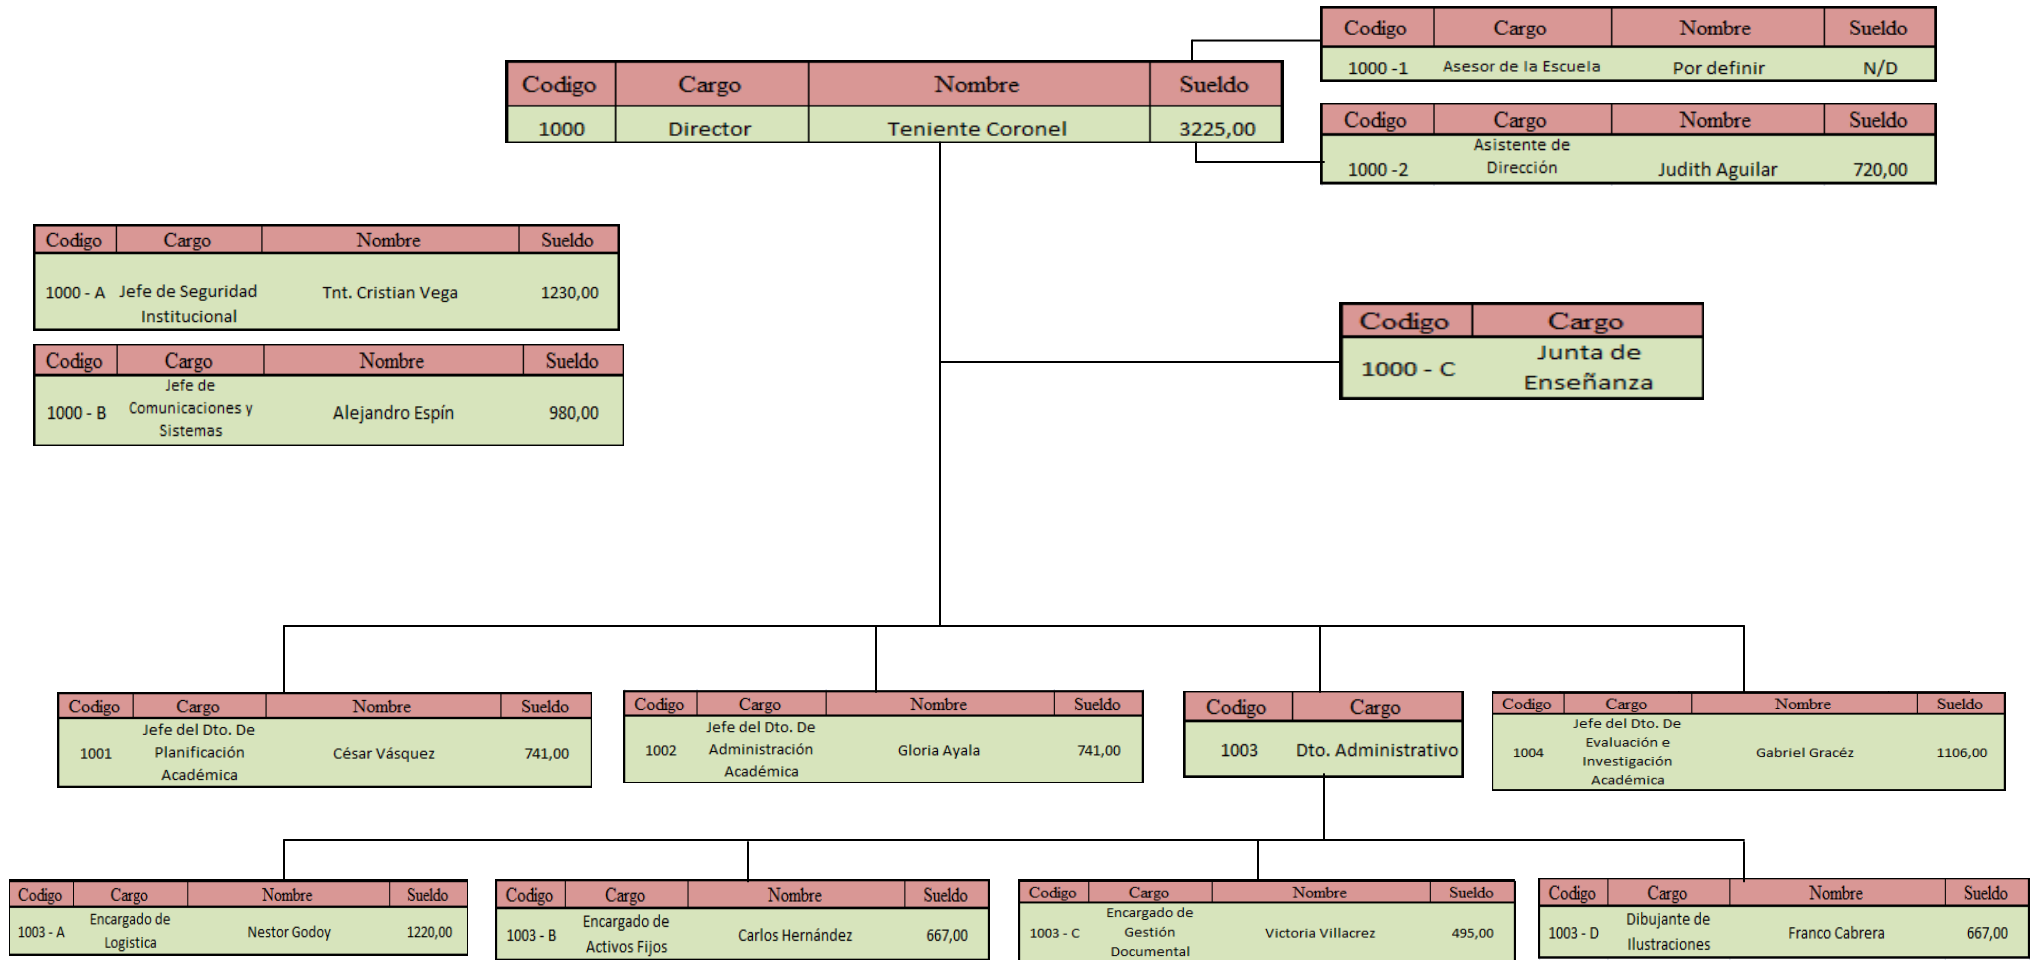 Codigo Cargo Nombre Sueldo
1000 -1 Asesor de la Escuela Por definir N/D
Codigo Cargo Nombre Sueldo
1000 Director Teniente Coronel 3225,00
Codigo Cargo Nombre Sueldo
Asistente de
1000 -2 Dirección Judith Aguilar 720,00
Codigo Cargo Nombre Sueldo
1000 - A Jefe de Seguridad Tnt. Cristian Vega 1230,00
Institucional
Codigo Cargo
Junta de
1000 - C
Enseñanza
Codigo Cargo Nombre Sueldo
Jefe de
1000 - B Comunicaciones y Alejandro Espín 980,00
Sistemas
Codigo Cargo Nombre Sueldo
Jefe del Dto. De
1001 Planificación César Vásquez 741,00
Académica
Codigo Cargo Nombre Sueldo
Jefe del Dto. De
1002 Administración Gloria Ayala 741,00
Académica
Codigo Cargo
1003 Dto. Administrativo
Codigo Cargo Nombre Sueldo
Jefe del Dto. De
Evaluación e
1004 Investigación Gabriel Gracéz 1106,00
Académica
Codigo Cargo Nombre Sueldo
Encargado de
1003 - A Logistica Nestor Godoy 1220,00
Codigo Cargo Nombre Sueldo
Encargado de
1003 - B Activos Fijos Carlos Hernández 667,00
Codigo Cargo Nombre Sueldo
Encargado de
1003 - C Gestión Victoria Villacrez 495,00
Documental
Codigo Cargo Nombre Sueldo
Dibujante de
1003 - D Ilustraciones Franco Cabrera 667,00